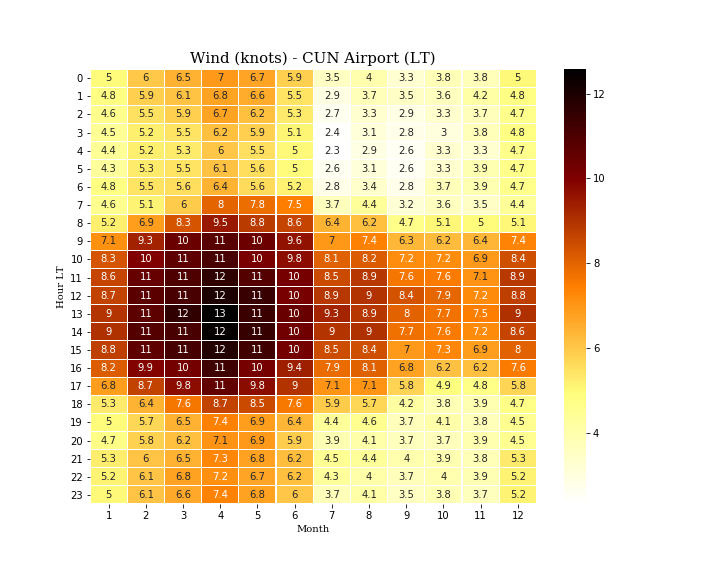 Wind (knots) - CUN Airport (LT)
0 5 6 6.5 7 6.7 5.9 3.5 4 3.3 3.8 3.8 5
1 4.8 5.9 6.1 6.8 6.6 5.5 2.9 3.7 3.5 3.6 4.2 4.8
2 4.6 5.5 5.9 6.7 6.2 5.3 2.7 3.3 2.9 3.3 3.7 4.7
3 4.5 5.2 5.5 6.2 5.9 5.1 2.4 3.1 2.8 3 3.8 4.8
4 4.4 5.2 5.3 6 5.5 5 2.3 2.9 2.6 3.3 3.3 4.7
5 4.3 5.3 5.5 6.1 5.6 5 2.6 3.1 2.6 3.3 3.9 4.7
6 4.8 5.5 5.6 6.4 5.6 5.2 2.8 3.4 2.8 3.7 3.9 4.7
7 4.6 5.1 6 8 7.8 7.5 3.7 4.4 3.2 3.6 3.5 4.4
8 5.2 6.9 8.3 9.5 8.8 8.6 6.4 6.2 4.7 5.1 5 5.1
9 7.1 9.3 10 11 10 9.6 7 7.4 6.3 6.2 6.4 7.4
10 8.3 10 11 11 10 9.8 8.1 8.2 7.2 7.2 6.9 8.4
11 8.6 11 11 12 11 10 8.5 8.9 7.6 7.6 7.1 8.9
12 8.7 11 11 12 11 10 8.9 9 8.4 7.9 7.2 8.8
13 9 11 12 13 11 10 9.3 8.9 8 7.7 7.5 9
14 9 11 11 12 11 10 9 9 7.7 7.6 7.2 8.6
15 8.8 11 11 12 11 10 8.5 8.4 7 7.3 6.9 8
16 8.2 9.9 10 11 10 9.4 7.9 8.1 6.8 6.2 6.2 7.6
17 6.8 8.7 9.8 11 9.8 9 7.1 7.1 5.8 4.9 4.8 5.8
18 5.3 6.4 7.6 8.7 8.5 7.6 5.9 5.7 4.2 3.8 3.9 4.7
19 5 5.7 6.5 7.4 6.9 6.4 4.4 4.6 3.7 4.1 3.8 4.5
20 4.7 5.8 6.2 7.1 6.9 5.9 3.9 4.1 3.7 3.7 3.9 4.5
21 5.3 6 6.5 7.3 6.8 6.2 4.5 4.4 4 3.9 3.8 5.3
22 5.2 6.1 6.8 7.2 6.7 6.2 4.3 4 3.7 4 3.9 5.2
23 5 6.1 6.6 7.4 6.8 6 3.7 4.1 3.5 3.8 3.7 5.2
1 2 3 4 5 6 7 8 9 10 11 12
Month
Hour LT
12
10
8
6
4